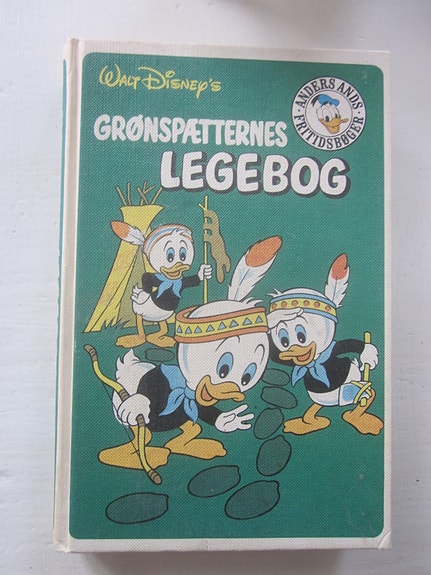 Walt Disney's
ANDERS ANDS
FRITIDSBØGER
GRØNSPÆTTERNES
LEGEBOG